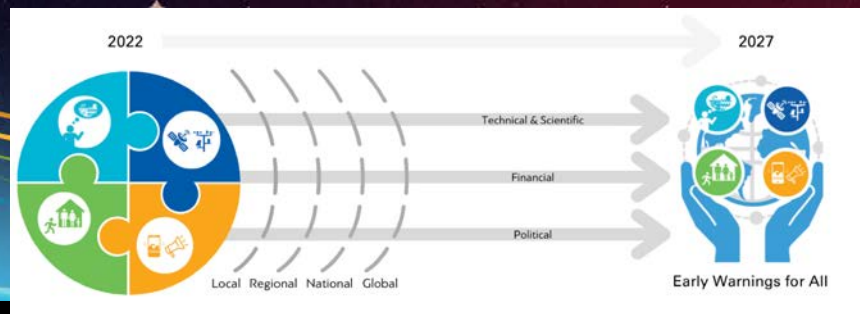 2022
2027
Technical & Scientific
Financial
Political
Local Regional National Global
Early Warnings for All